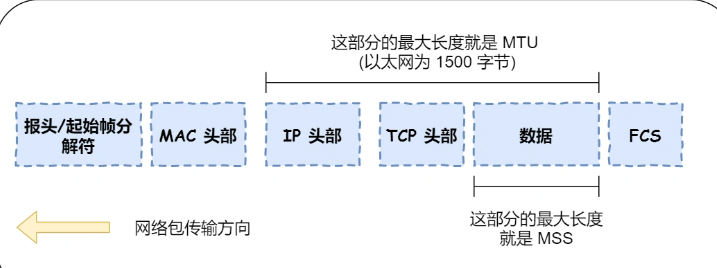 这部分的最大长度就是 MTU
(以太网为 1500 字节)
报头/起始帧分
解符
MAC 头部
IP 头部
TCP 头部
数据
FCS
网络包传输方向
这部分的最大长度
就是 MSS